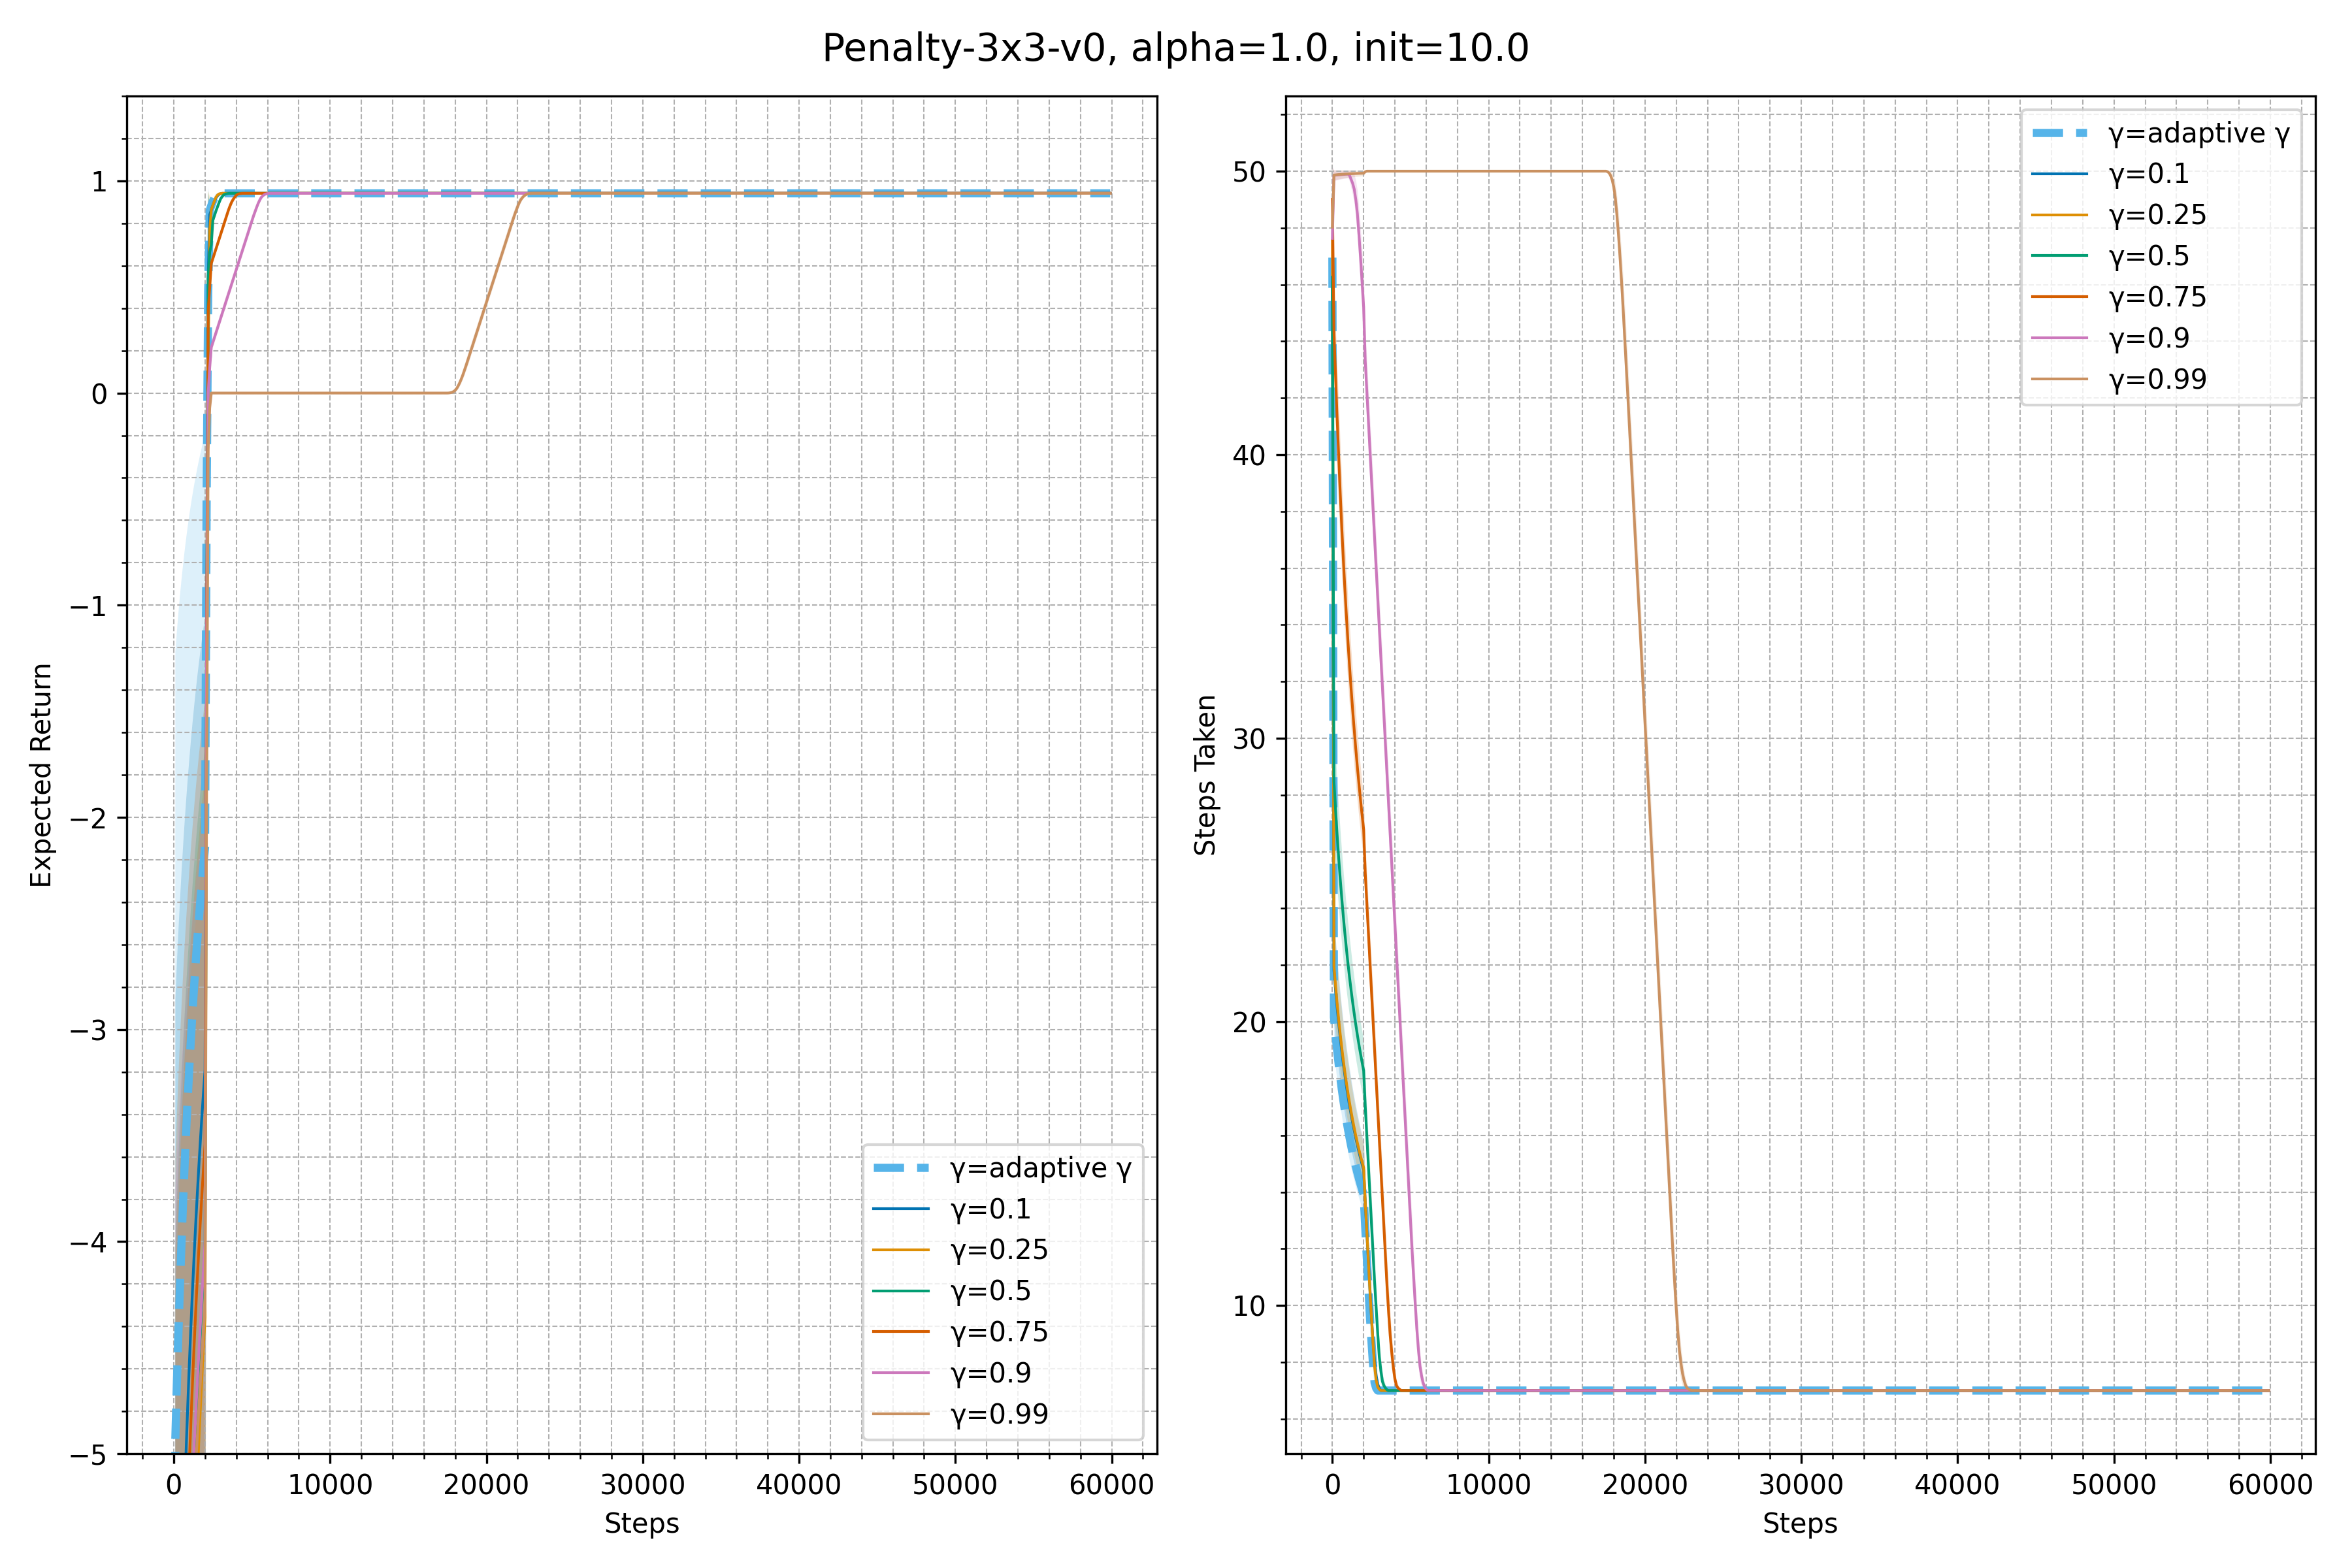 Penalty-3x3-v0, alpha=1.0, init=10.0
Expected Return
1
0
−1
−2
−3
−4
−5
0 10000 20000 30000 40000 50000 60000
Steps
γ=adaptive γ
γ=0.1
γ=0.25
γ=0.5
γ=0.75
γ=0.9
γ=0.99
Steps Taken
50
40
30
20
10
0 10000 20000 30000 40000 50000 60000
Steps
γ=adaptive γ
γ=0.1
γ=0.25
γ=0.5
γ=0.75
γ=0.9
γ=0.99